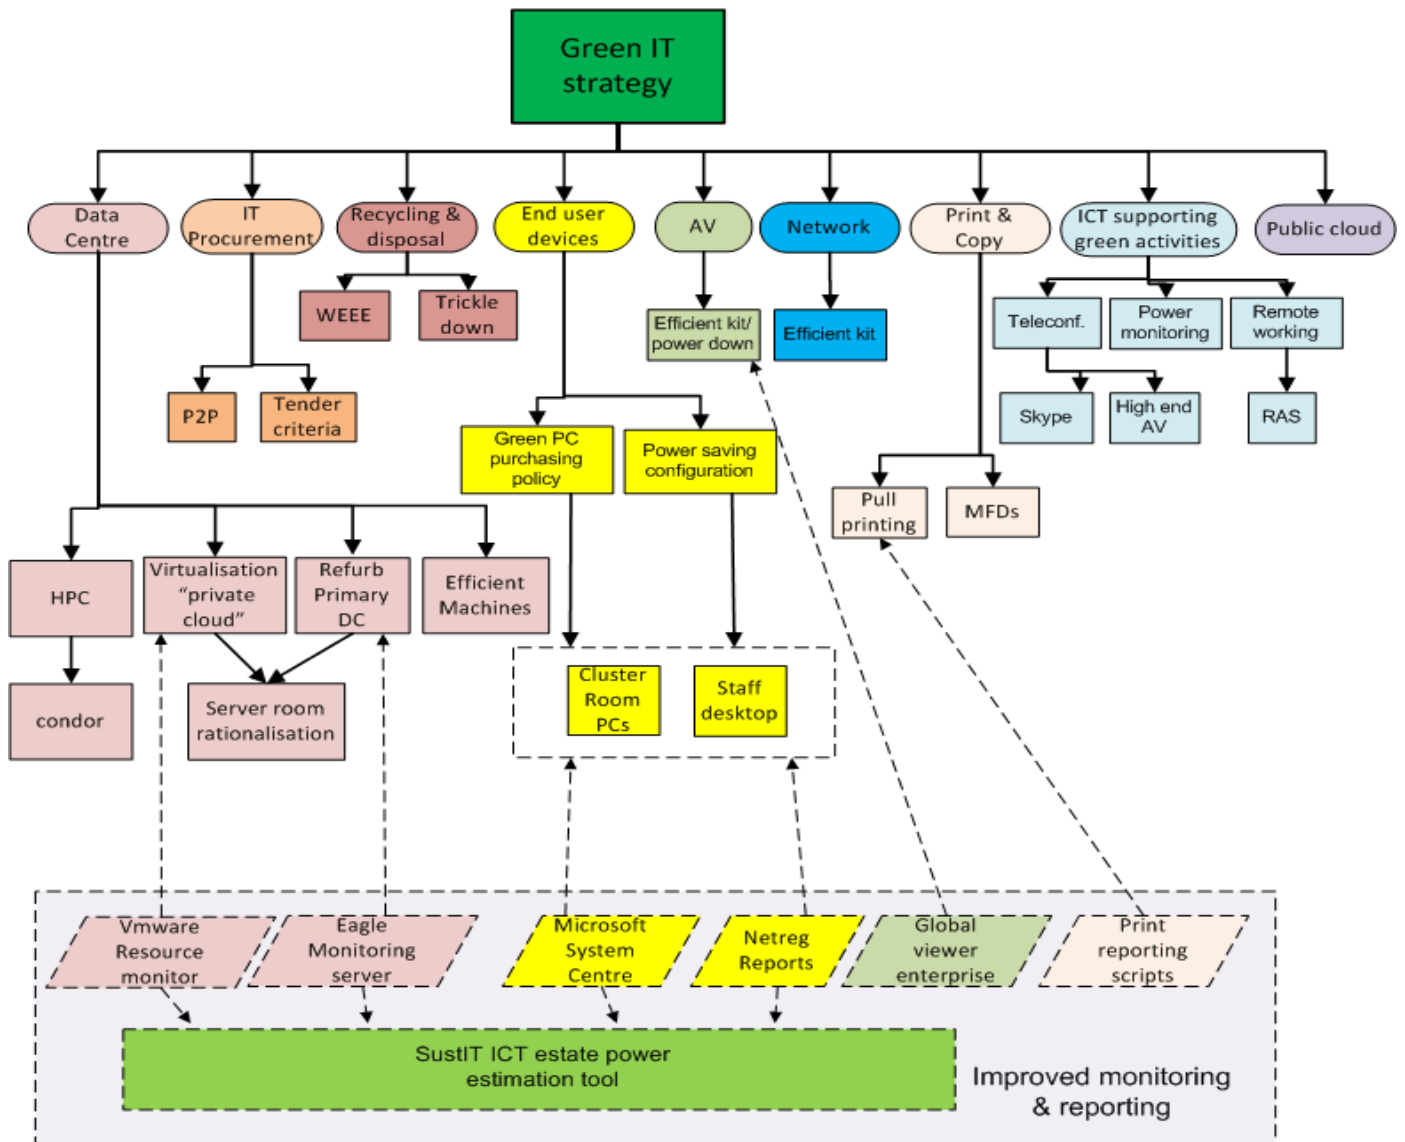 Green IT
strategy
Data
Centre
IT
Procurement
Recycling &
disposal
End user
devices
AV
Network
Print &
Copy
ICT supporting
green activities
Public cloud
WEEE
Trickle
down
Efficient kit/
power down
Efficient kit
Teleconf.
Power
monitoring
Remote
working
P2P
Tender
criteria
Skype
High end
AV
RAS
Green PC
purchasing
policy
Power saving
configuration
Pull
printing
MFDs
HPC
Virtualisation
“private
cloud”
Refurb
Primary
DC
Efficient
Machines
condor
Server room
rationalisation
Cluster
Room
PCs
Staff
desktop
Vmware
Resource
monitor
Eagle
Monitoring
server
Microsoft
System
Centre
Netreg
Reports
Global
viewer
enterprise
Print
reporting
scripts
SustIT ICT estate power
estimation tool
Improved monitoring
& reporting